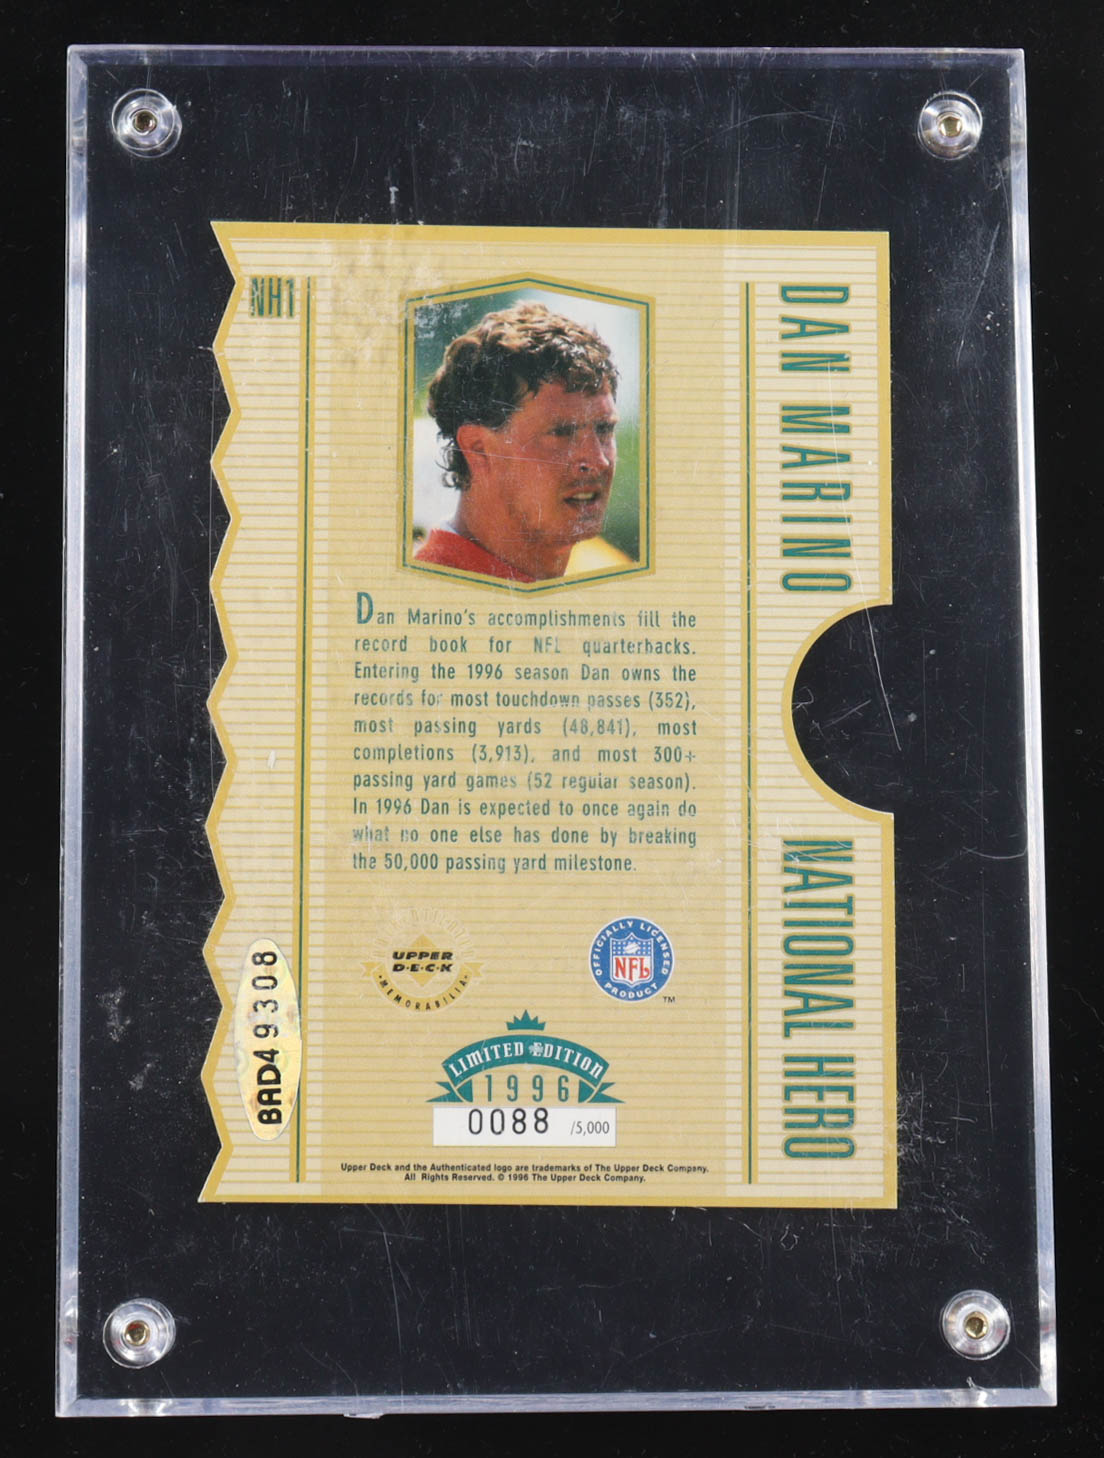 NH1
DAN MARINO
NATIONAL HERO
Dan Marino's accomplishments fill the
record book for NFL quarterbacks.
Entering the 1996 season Dan owns the
records for most touchdown passes (352),
most passing yards (48,841), most
completions (3,913), and most 300+
passing yard games (52 regular season).
In 1996 Dan is expected to once again do
what no one else has done by breaking
the 50,000 passing yard milestone.
UPPER
D·E·C·K
MEMORABILIA
OFFICIALLY LICENSED
NFL
PRODUCT
TM
BAD49308
LIMITED EDITION
1996
0088 /5,000
Upper Deck and the Authenticated logo are trademarks of The Upper Deck Company.
All Rights Reserved. © 1996 The Upper Deck Company.